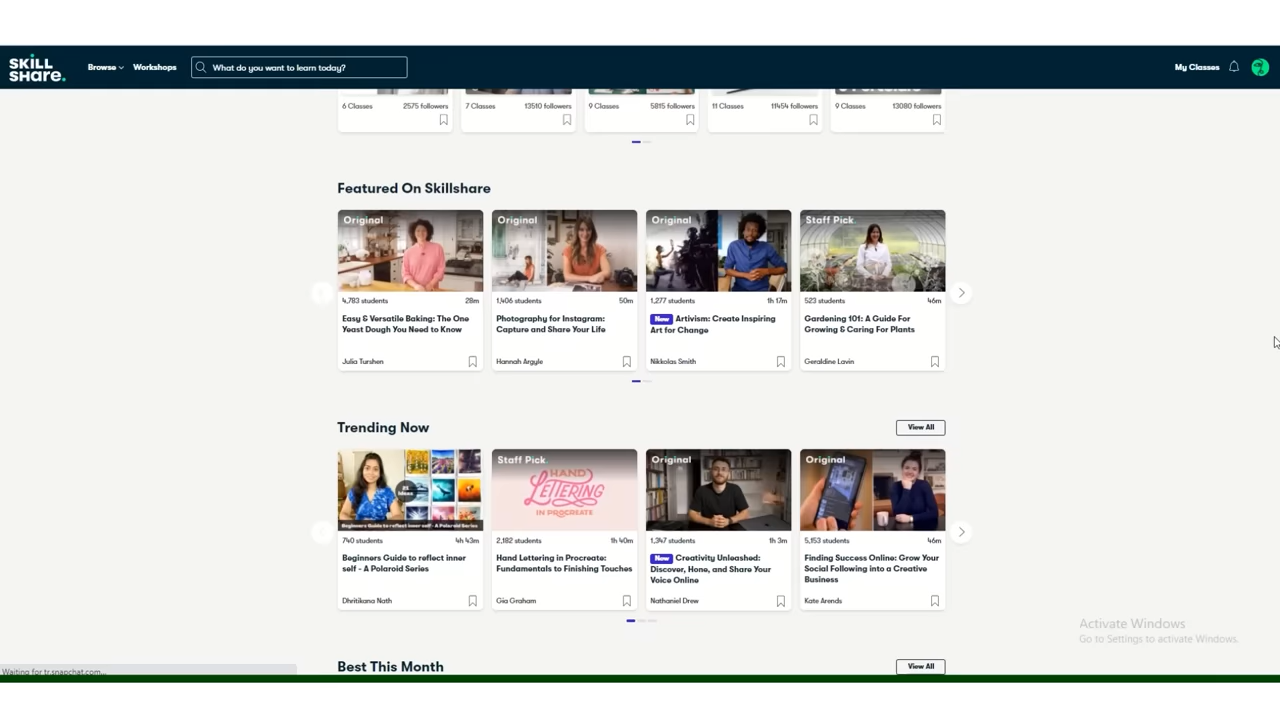 SKILL
SHARE.
Browse
Workshops
What do you want to learn today?
My Classes
6 Classes 2575 followers
7 Classes 13510 followers
9 Classes 5815 followers
11 Classes 11454 followers
9 Classes 13080 followers
Featured On Skillshare
Original
4,783 students 28m
Easy & Versatile Baking: The One
Yeast Dough You Need to Know
Julia Turshen
Original
1,406 students 50m
Photography for Instagram:
Capture and Share Your Life
Hannah Argyle
Original
1,277 students 1h 17m
New Artivism: Create Inspiring
Art for Change
Nikkolas Smith
Staff Pick
523 students 46m
Gardening 101: A Guide For
Growing & Caring For Plants
Geraldine Lavin
Trending Now
View All
21
Ideas
Beginners Guide to reflect inner self - A Polaroid Series
740 students 4h 43m
Beginners Guide to reflect inner
self - A Polaroid Series
Dhritikana Nath
Staff Pick
HAND
LETTERING
IN PROCREATE
2,182 students 1h 40m
Hand Lettering in Procreate:
Fundamentals to Finishing Touches
Gia Graham
Original
1,347 students 1h 3m
New Creativity Unleashed:
Discover, Hone, and Share Your
Voice Online
Nathaniel Drew
Original
5,153 students 46m
Finding Success Online: Grow Your
Social Following into a Creative
Business
Kate Arends
Activate Windows
Go to Settings to activate Windows.
Best This Month
View All
Waiting for tr.snapchat.com...